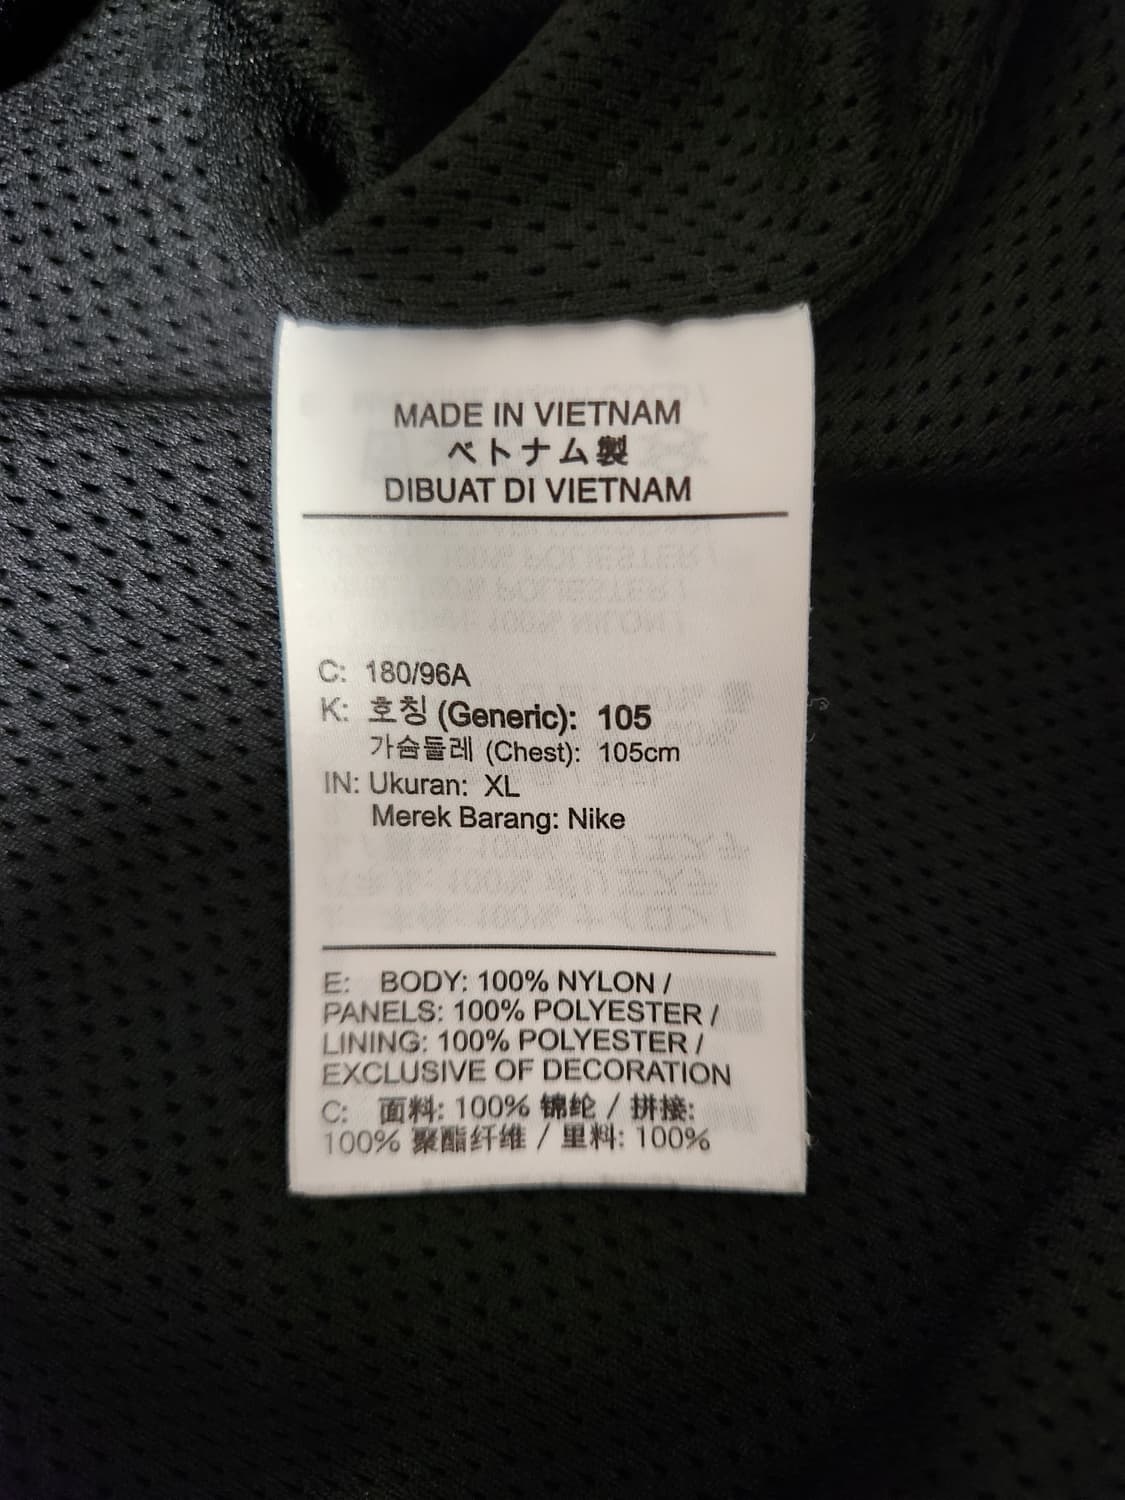 MADE IN VIETNAM
ベトナム製
DIBUAT DI VIETNAM
C: 180/96A
K: 호칭 (Generic): 105
가슴둘레 (Chest): 105cm
IN: Ukuran: XL
Merek Barang: Nike
E: BODY: 100% NYLON /
PANELS: 100% POLYESTER /
LINING: 100% POLYESTER /
EXCLUSIVE OF DECORATION
C: 面料: 100% 锦纶 / 拼接:
100% 聚酯纤维 / 里料: 100%